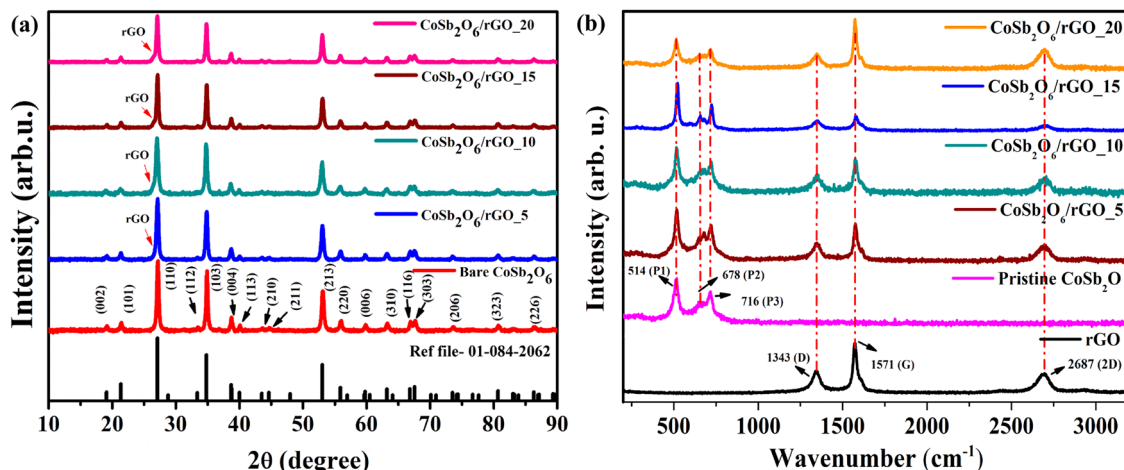 (a)
CoSb₂O₆/rGO_20
rGO
CoSb₂O₆/rGO_15
rGO
CoSb₂O₆/rGO_10
rGO
CoSb₂O₆/rGO_5
rGO
Bare CoSb₂O₆
(002)
(101)
(110)
(112)
(103)
(004)
(113)
(210)
(211)
(213)
(220)
(006)
(310)
(116)
(303)
(206)
(323)
(226)
Ref file- 01-084-2062
10 20 30 40 50 60 70 80 90
2θ (degree)
Intensity (arb.u.)
(b)
CoSb₂O₆/rGO_20
CoSb₂O₆/rGO_15
CoSb₂O₆/rGO_10
CoSb₂O₆/rGO_5
514 (P1)
678 (P2)
716 (P3)
Pristine CoSb₂O
rGO
1343 (D)
1571 (G)
2687 (2D)
500 1000 1500 2000 2500 3000
Wavenumber (cm⁻¹)
Intensity (arb. u.)